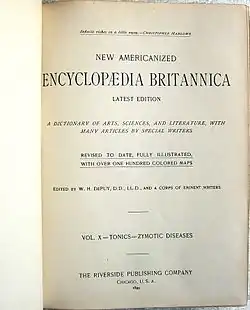 Infinite riches in a little room.—CHRISTOPHER MARLOWE
NEW AMERICANIZED
ENCYCLOPÆDIA BRITANNICA
LATEST EDITION
A DICTIONARY OF ARTS, SCIENCES, AND LITERATURE, WITH
MANY ARTICLES BY SPECIAL WRITERS
REVISED TO DATE, FULLY ILLUSTRATED,
WITH OVER ONE HUNDRED COLORED MAPS
EDITED BY W. H. DEPUY, D.D., LL.D., AND A CORPS OF EMINENT WRITERS
VOL. X—TONICS—ZYMOTIC DISEASES
THE RIVERSIDE PUBLISHING COMPANY
CHICAGO, U. S. A.